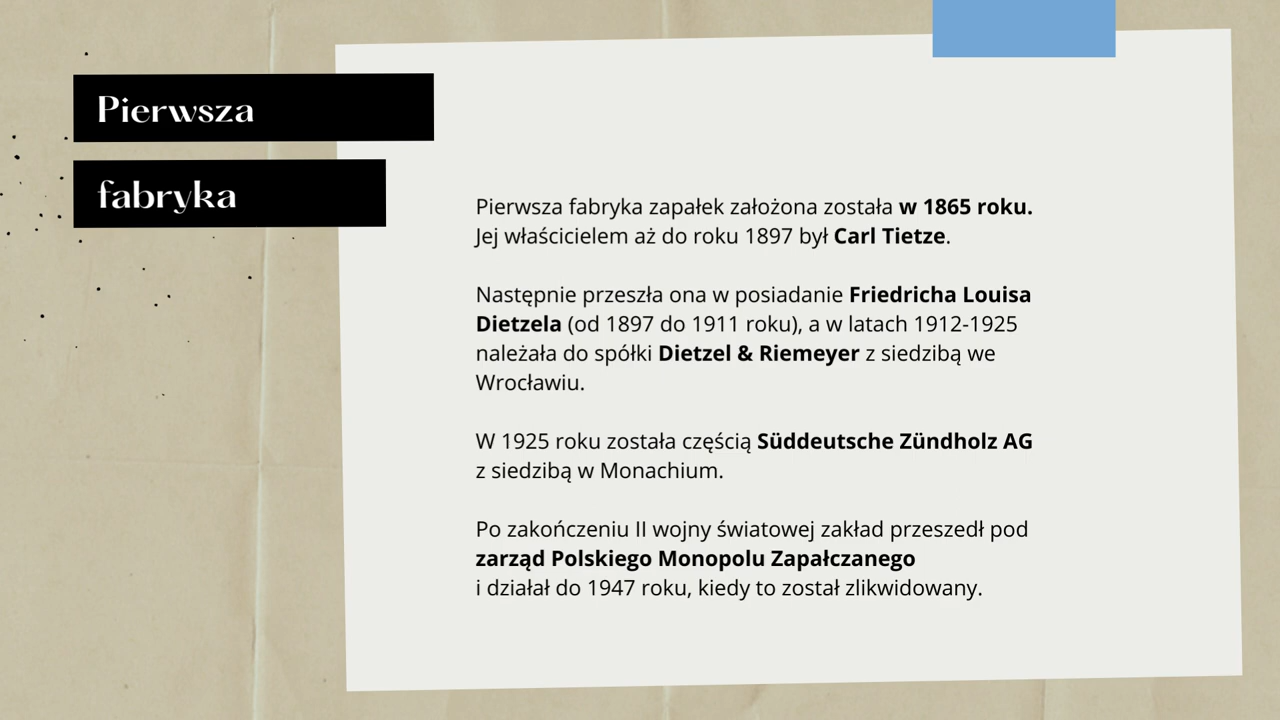 Pierwsza
fabryka
Pierwsza fabryka zapałek założona została w 1865 roku.
Jej właścicielem aż do roku 1897 był Carl Tietze.
Następnie przeszła ona w posiadanie Friedricha Louisa
Dietzela (od 1897 do 1911 roku), a w latach 1912-1925
należała do spółki Dietzel & Riemeyer z siedzibą we
Wrocławiu.
W 1925 roku została częścią Süddeutsche Zündholz AG
z siedzibą w Monachium.
Po zakończeniu II wojny światowej zakład przeszedł pod
zarząd Polskiego Monopolu Zapałczanego
i działał do 1947 roku, kiedy to został zlikwidowany.